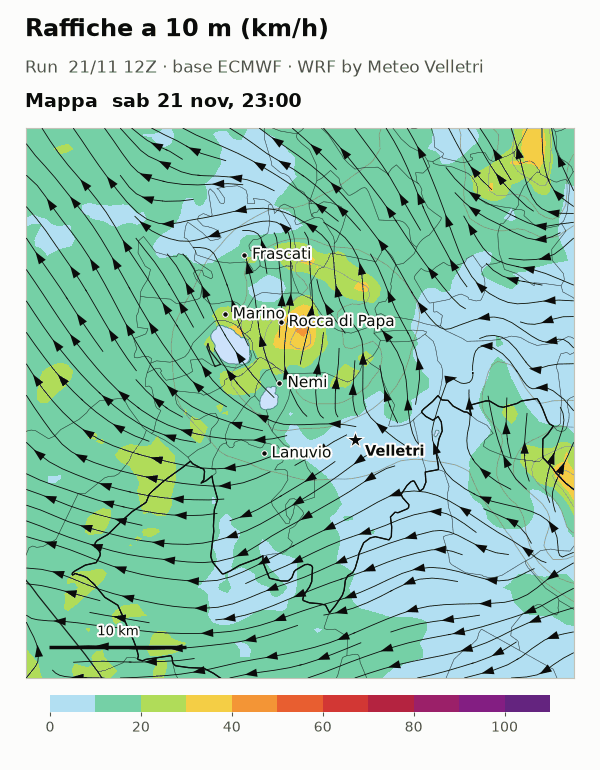 Raffiche a 10 m (km/h)
Run 21/11 12Z · base ECMWF · WRF by Meteo Velletri
Mappa sab 21 nov, 23:00
Frascati
Marino
Rocca di Papa
Nemi
Velletri
Lanuvio
10 km
0 20 40 60 80 100